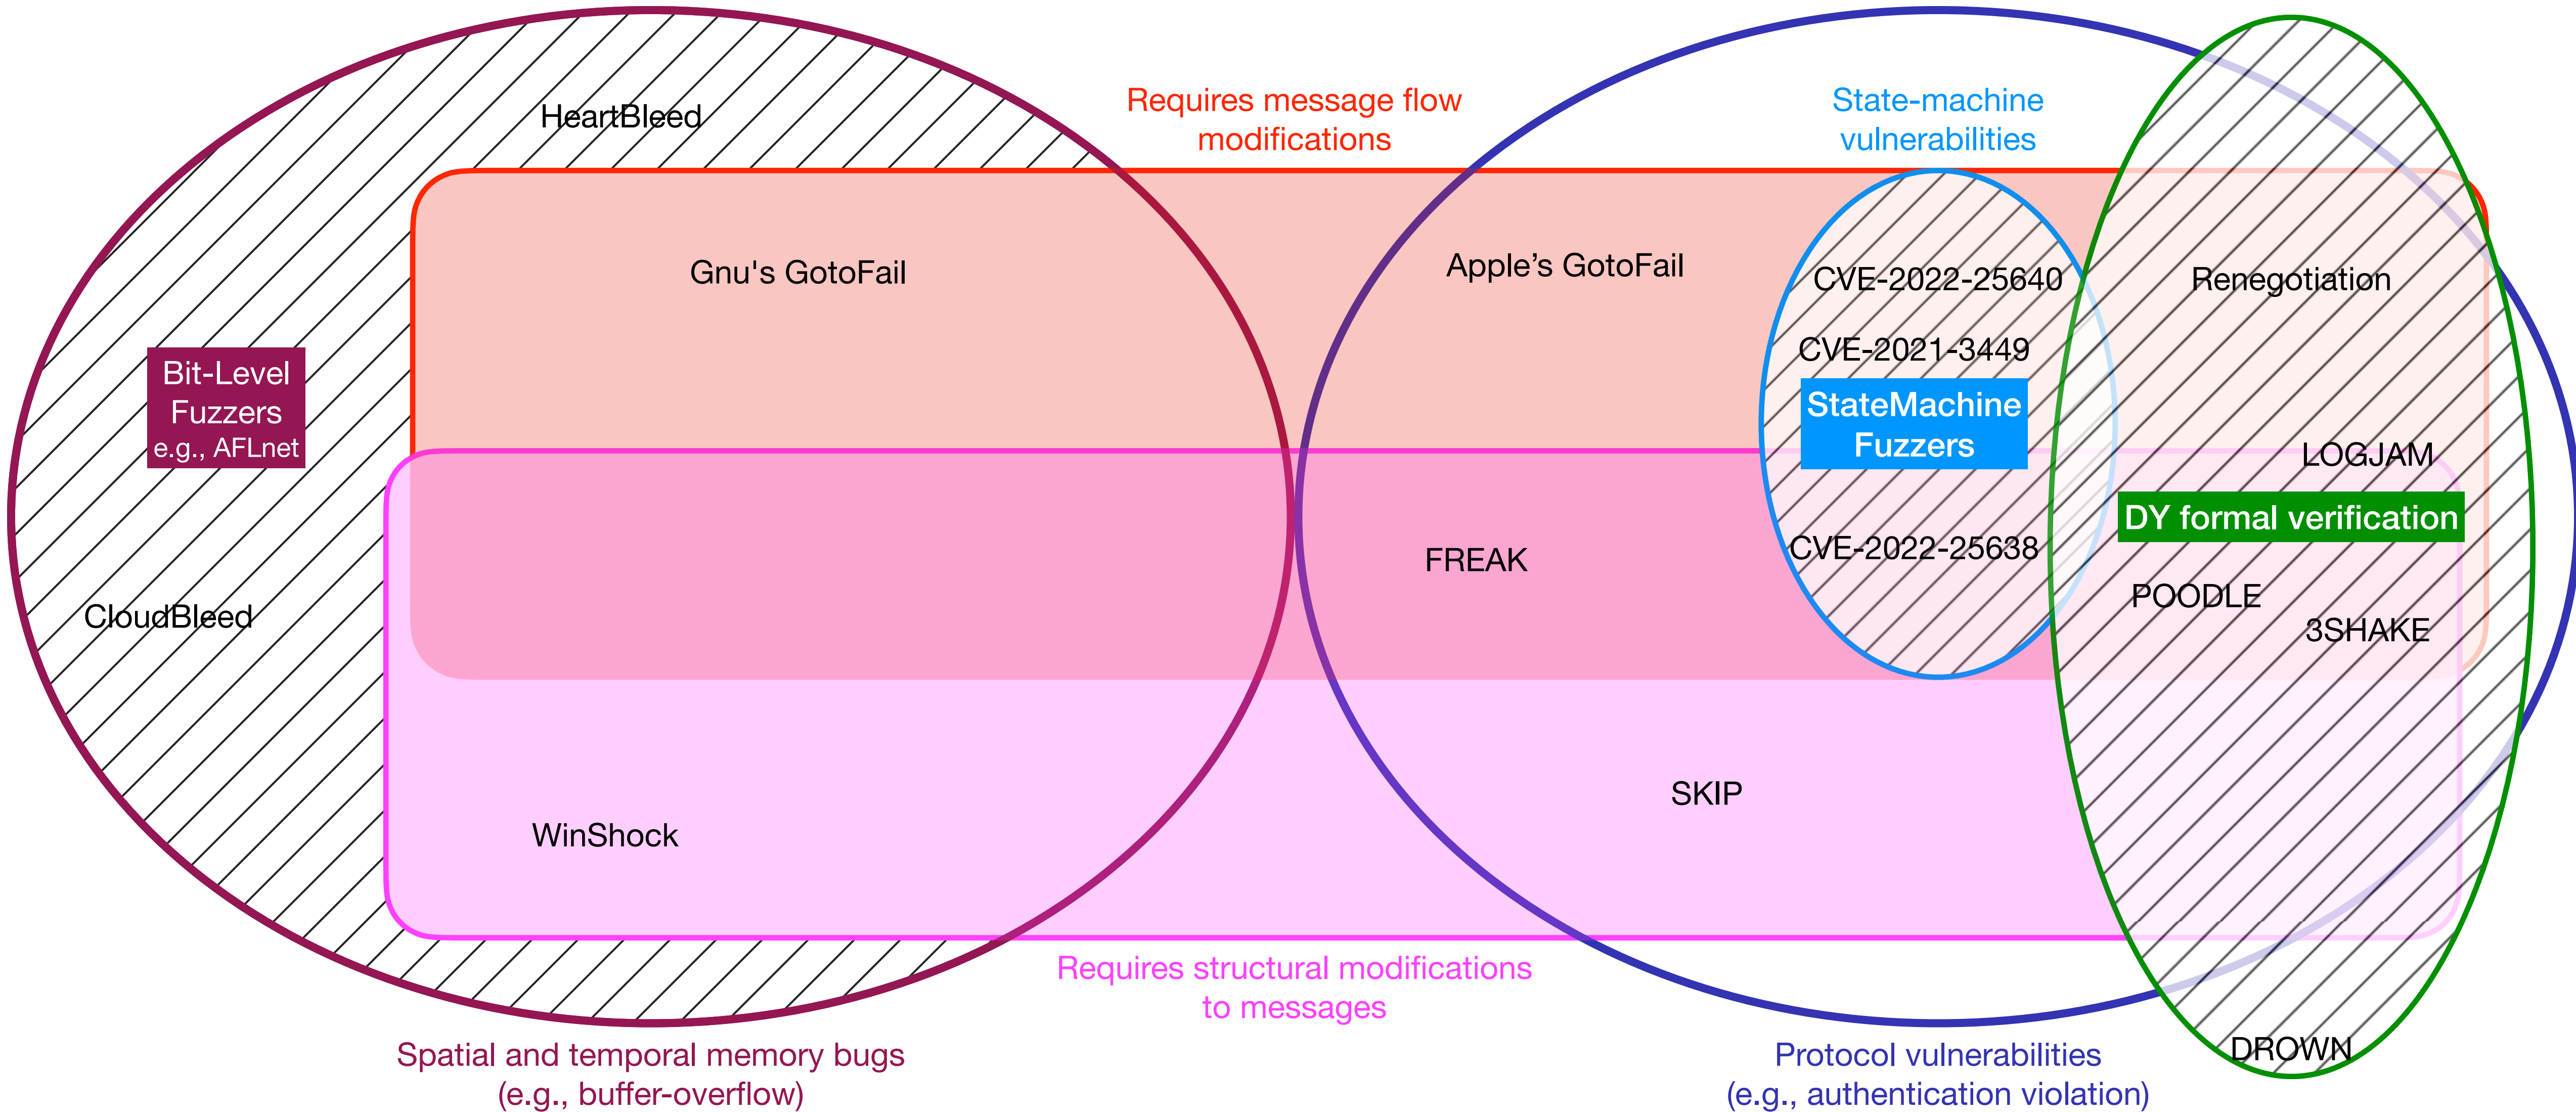 HeartBleed
Requires message flow
modifications
State-machine
vulnerabilities
Gnu's GotoFail
Apple’s GotoFail
CVE-2022-25640
Renegotiation
CVE-2021-3449
Bit-Level
Fuzzers
e.g., AFLnet
StateMachine
Fuzzers
LOGJAM
DY formal verification
FREAK
CVE-2022-25638
POODLE
3SHAKE
CloudBleed
SKIP
WinShock
Requires structural modifications
to messages
DROWN
Spatial and temporal memory bugs
(e.g., buffer-overflow)
Protocol vulnerabilities
(e.g., authentication violation)